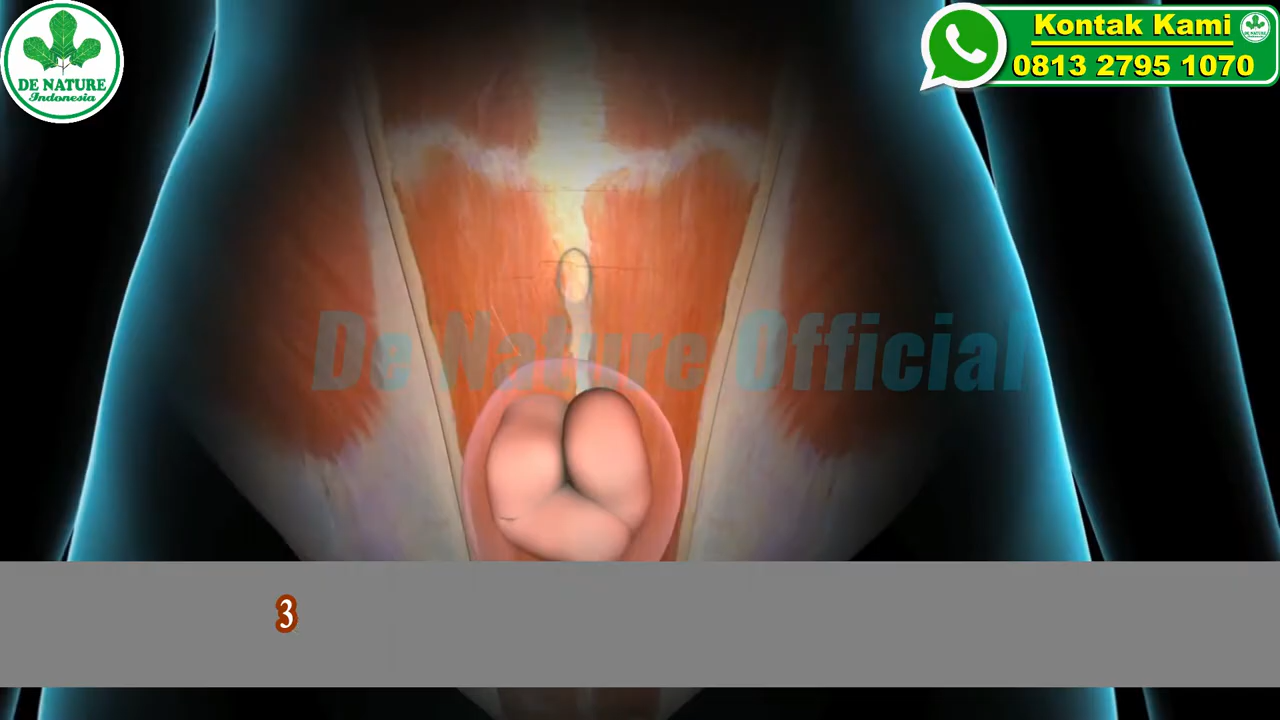 DE NATURE
Indonesia
Kontak Kami
0813 2795 1070
De Nature Official
3